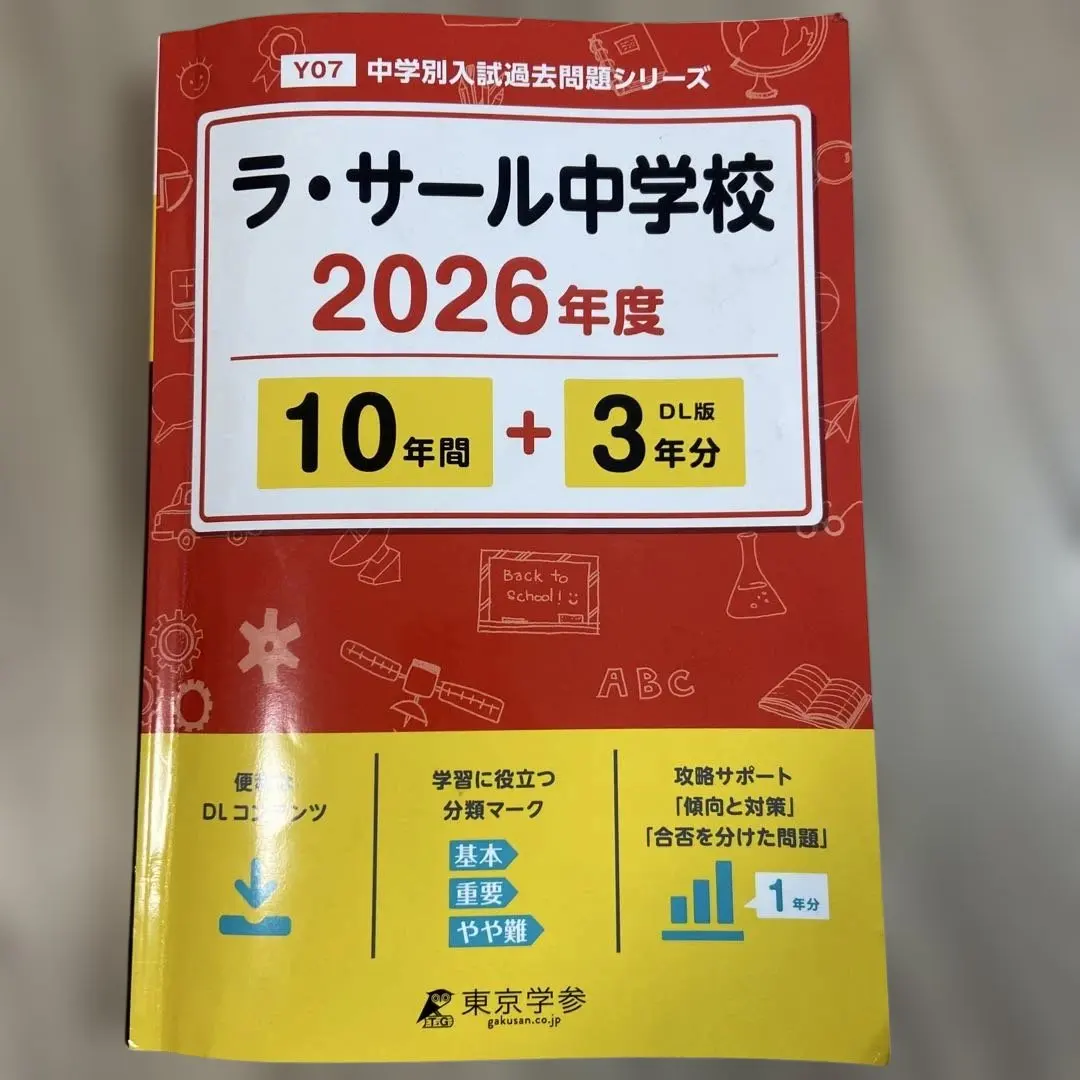 Y07 中学別入試過去問題シリーズ
ラ・サール中学校
2026年度
10年間 + 3年分 DL版
Back to
school!
ABC
DLコンテンツ
学習に役立つ
分類マーク
基本
重要
やや難
攻略サポート
「傾向と対策」
「合否を分けた問題」
1年分
東京学参
gakusan.co.jp